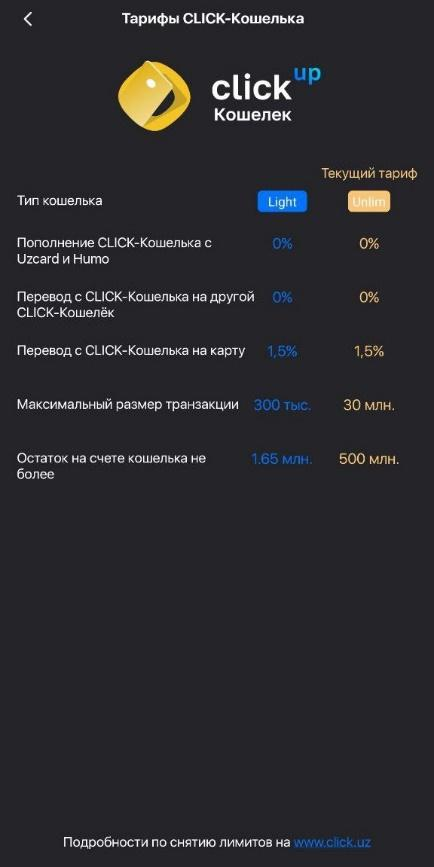 Тарифы CLICK-Кошелька
click up
Кошелек
Текущий тариф
Тип кошелька Light Unlim
Пополнение CLICK-Кошелька с 0% 0%
Uzcard и Humo
Перевод с CLICK-Кошелька на другой 0% 0%
CLICK-Кошелёк
Перевод с CLICK-Кошелька на карту 1,5% 1,5%
Максимальный размер транзакции 300 тыс. 30 млн.
Остаток на счете кошелька не 1.65 млн. 500 млн.
более
Подробности по снятию лимитов на www.click.uz